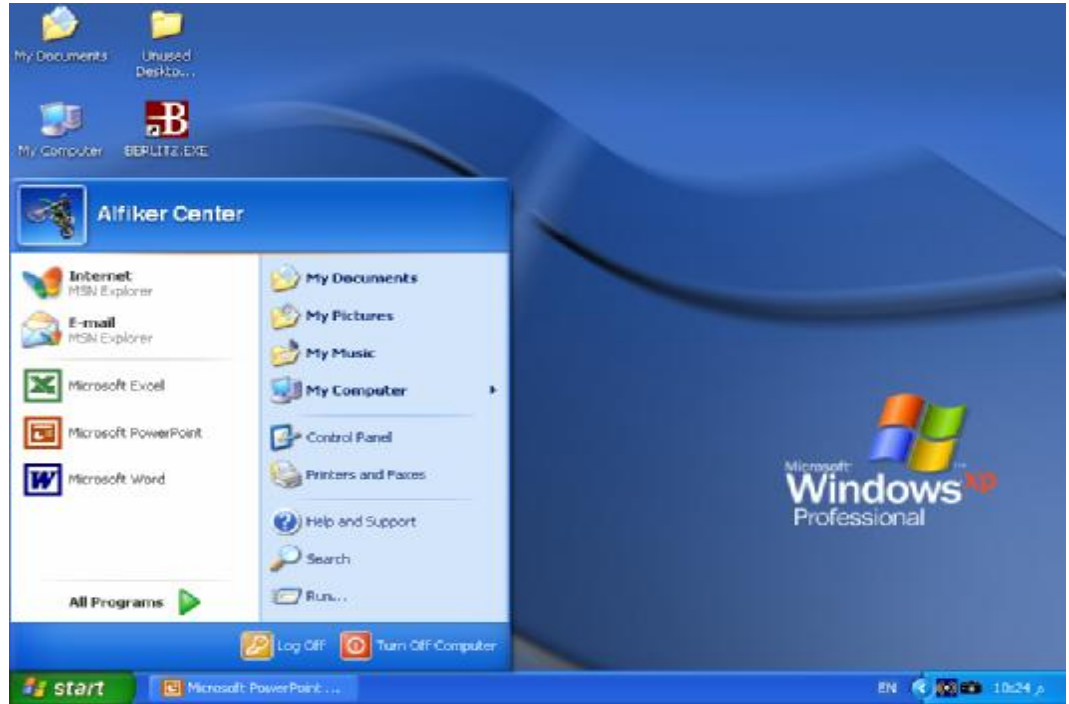 My Documents
Unused
Deskto...
My Computer
BERLITZ.EXE
Alfiker Center
Internet
MSN Explorer
E-mail
MSN Explorer
Microsoft Excel
Microsoft PowerPoint
Microsoft Word
All Programs
My Documents
My Pictures
My Music
My Computer
Control Panel
Printers and Faxes
Help and Support
Search
Run...
Log Off
Turn Off Computer
Microsoft
Windows xp
Professional
start
Microsoft PowerPoint ...
EN
10:24 م